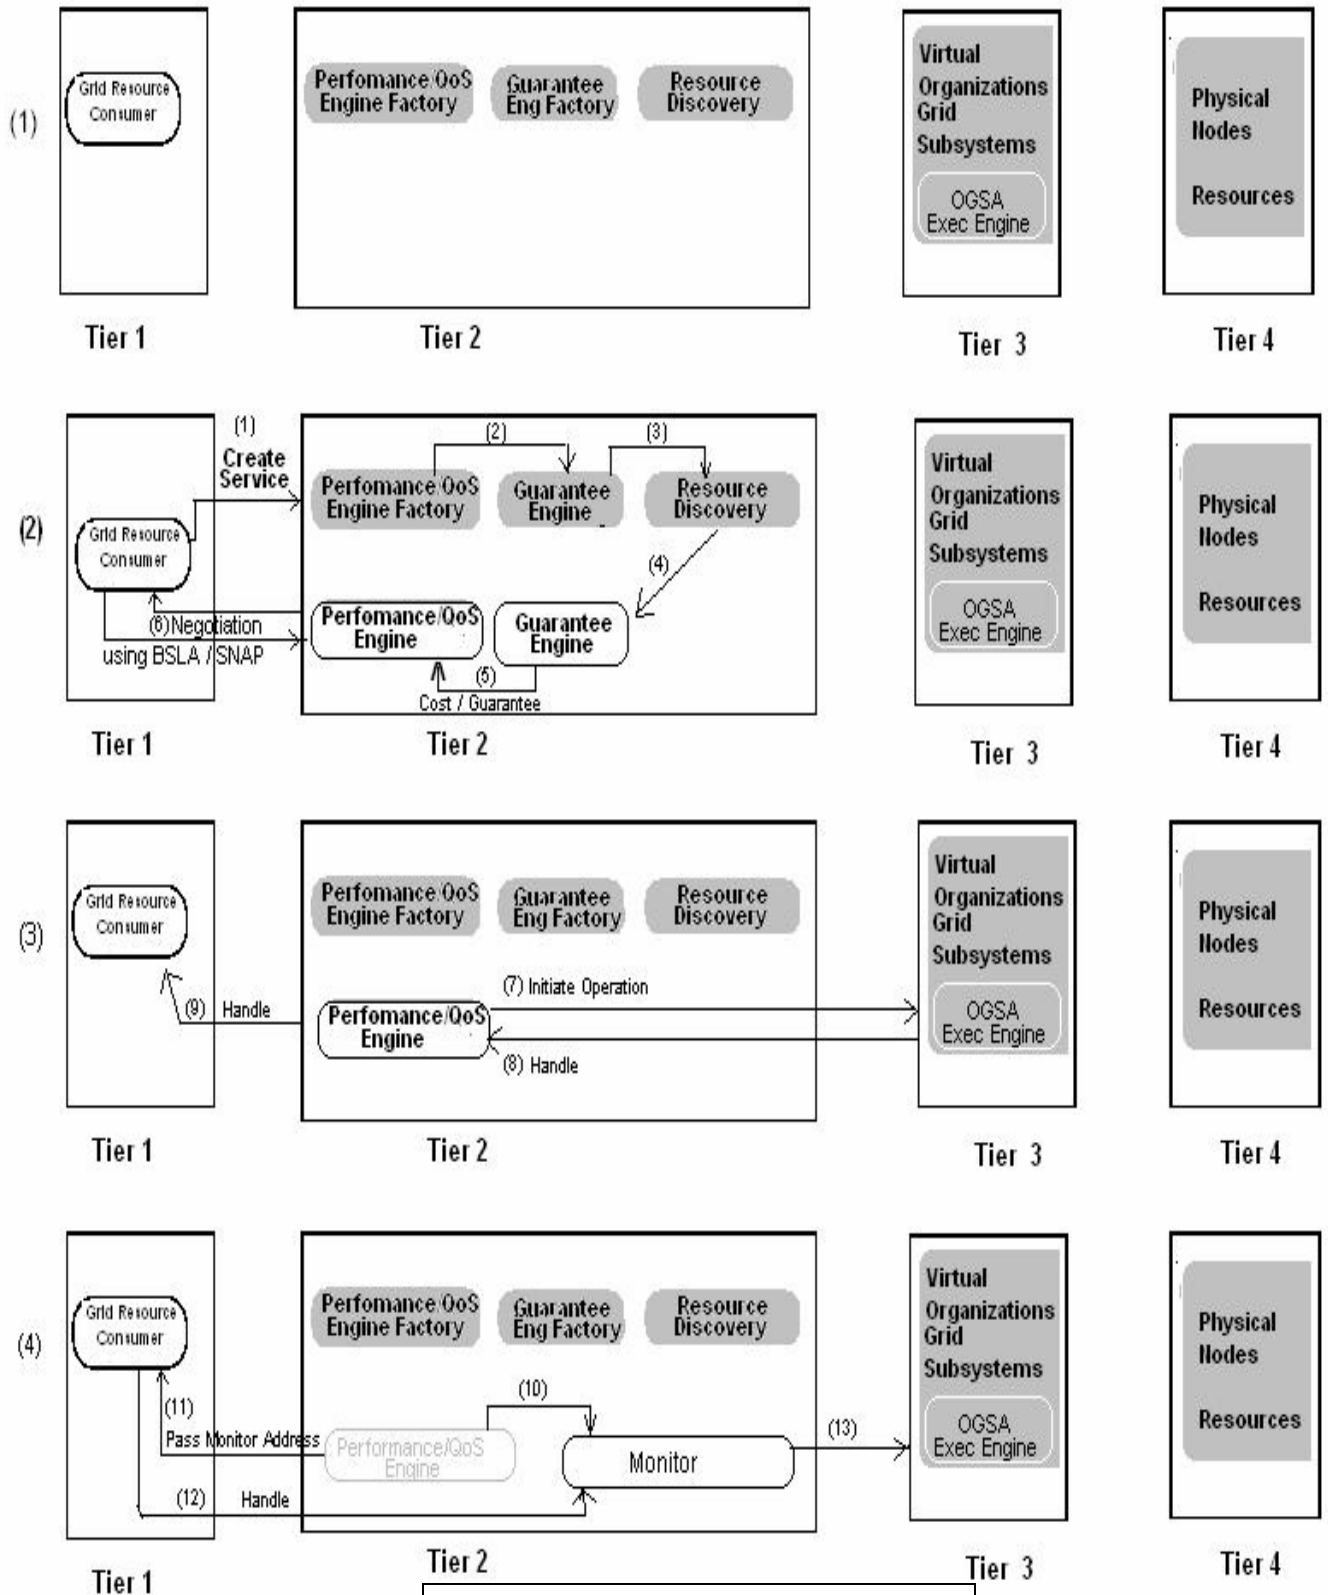 (1)
Grid Resource
Consumer
Perfomance/QoS
Engine Factory
Guarantee
Eng Factory
Resource
Discovery
Virtual
Organizations
Grid
Subsystems
OGSA
Exec Engine
Physical
Nodes
Resources
Tier 1
Tier 2
Tier 3
Tier 4
(2)
(1)
Create
Service
Grid Resource
Consumer
(2)
(3)
Perfomance/QoS
Engine Factory
Guarantee
Engine
Resource
Discovery
(4)
(6) Negotiation
using BSLA / SNAP
Perfomance/QoS
Engine
Guarantee
Engine
(5)
Cost / Guarantee
Virtual
Organizations
Grid
Subsystems
OGSA
Exec Engine
Physical
Nodes
Resources
Tier 1
Tier 2
Tier 3
Tier 4
(3)
Grid Resource
Consumer
Perfomance/QoS
Engine Factory
Guarantee
Eng Factory
Resource
Discovery
(7) Initiate Operation
(9) Handle
Perfomance/QoS
Engine
(8) Handle
Virtual
Organizations
Grid
Subsystems
OGSA
Exec Engine
Physical
Nodes
Resources
Tier 1
Tier 2
Tier 3
Tier 4
(4)
Grid Resource
Consumer
Perfomance/QoS
Engine Factory
Guarantee
Eng Factory
Resource
Discovery
(10)
(11)
Pass Monitor Address
Performance/QoS
Engine
Monitor
(13)
(12) Handle
Virtual
Organizations
Grid
Subsystems
OGSA
Exec Engine
Physical
Nodes
Resources
Tier 1
Tier 2
Tier 3
Tier 4